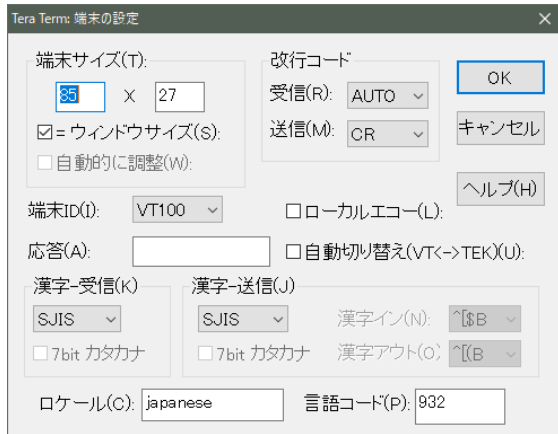 Tera Term: 端末の設定
端末サイズ(T):
85 X 27
=ウィンドウサイズ(S):
自動的に調整(W):
改行コード
受信(R): AUTO
送信(M): CR
OK
キャンセル
ヘルプ(H)
端末ID(I): VT100
ローカルエコー(L):
応答(A):
自動切り替え(VT<->TEK)(U):
漢字-受信(K)
SJIS
7bit カタカナ
漢字-送信(J)
SJIS
7bit カタカナ
漢字イン(N): ^[$B
漢字アウト(O) ^[(B
ロケール(C): japanese
言語コード(P): 932